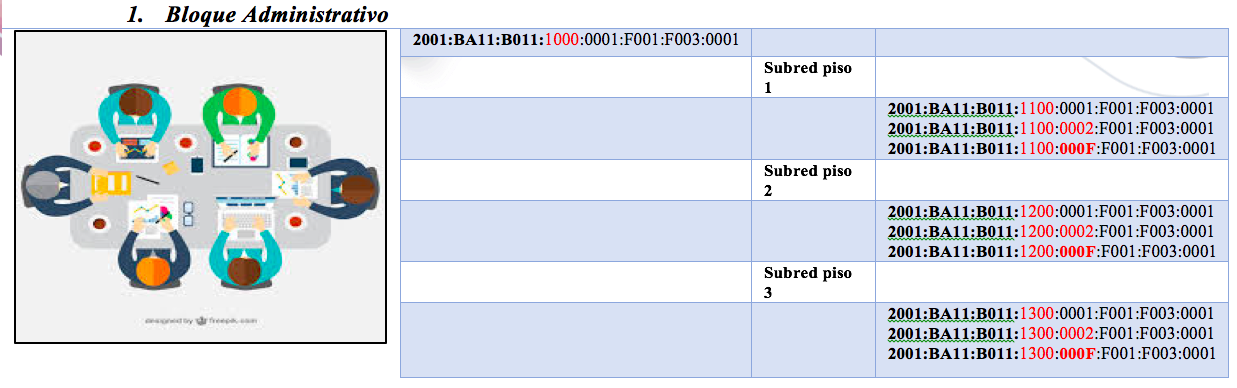 1. Bloque Administrativo
2001:BA11:B011:1000:0001:F001:F003:0001
Subred piso
1
2001:BA11:B011:1100:0001:F001:F003:0001
2001:BA11:B011:1100:0002:F001:F003:0001
2001:BA11:B011:1100:000F:F001:F003:0001
Subred piso
2
2001:BA11:B011:1200:0001:F001:F003:0001
2001:BA11:B011:1200:0002:F001:F003:0001
2001:BA11:B011:1200:000F:F001:F003:0001
Subred piso
3
2001:BA11:B011:1300:0001:F001:F003:0001
2001:BA11:B011:1300:0002:F001:F003:0001
2001:BA11:B011:1300:000F:F001:F003:0001
designed by freepik.com